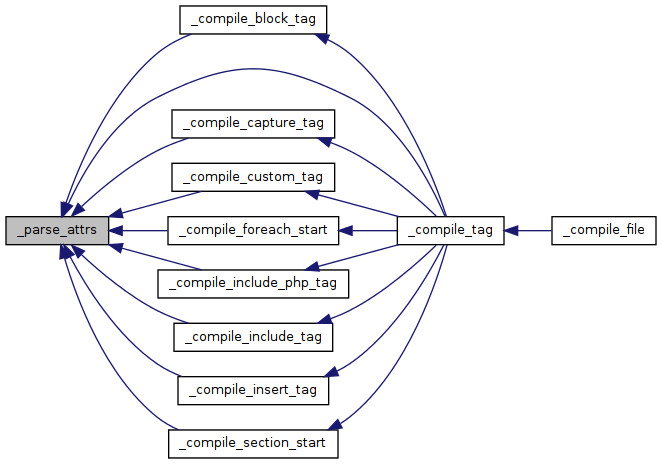 _compile_block_tag
_compile_capture_tag
_compile_custom_tag
_parse_attrs
_compile_foreach_start
_compile_tag
_compile_file
_compile_include_php_tag
_compile_include_tag
_compile_insert_tag
_compile_section_start